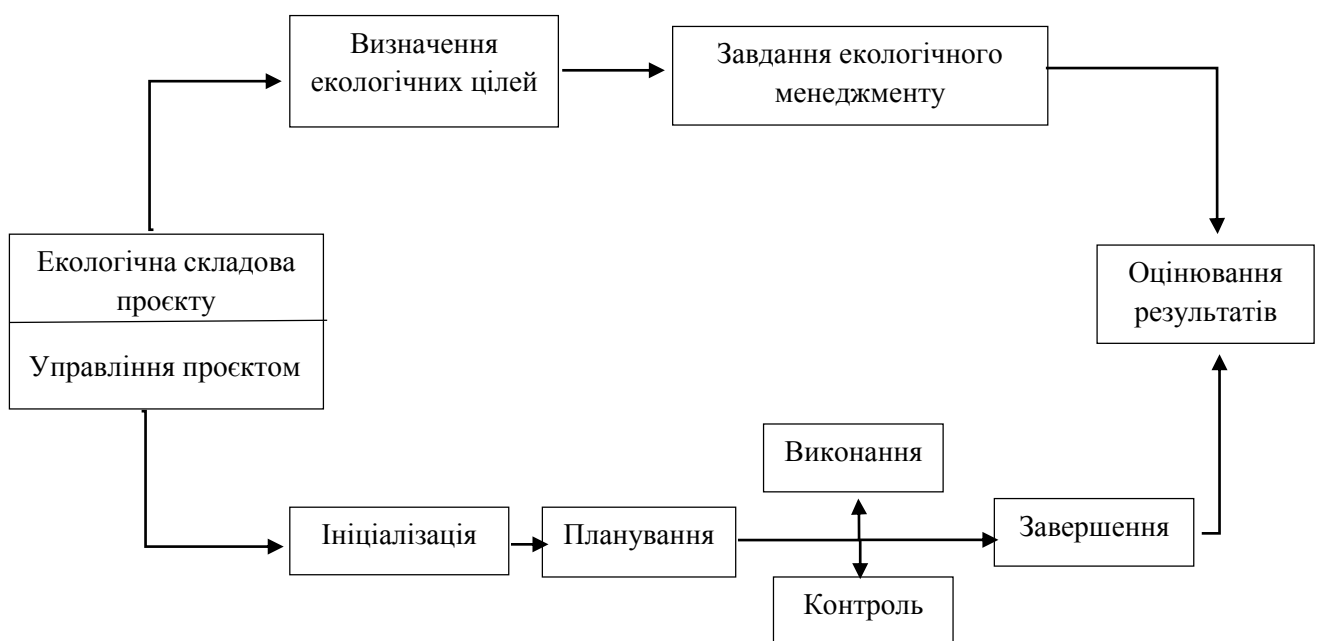 Визначення
екологічних цілей
Завдання екологічного
менеджменту
Екологічна складова
проєкту
Управління проєктом
Оцінювання
результатів
Виконання
Ініціалізація
Планування
Завершення
Контроль